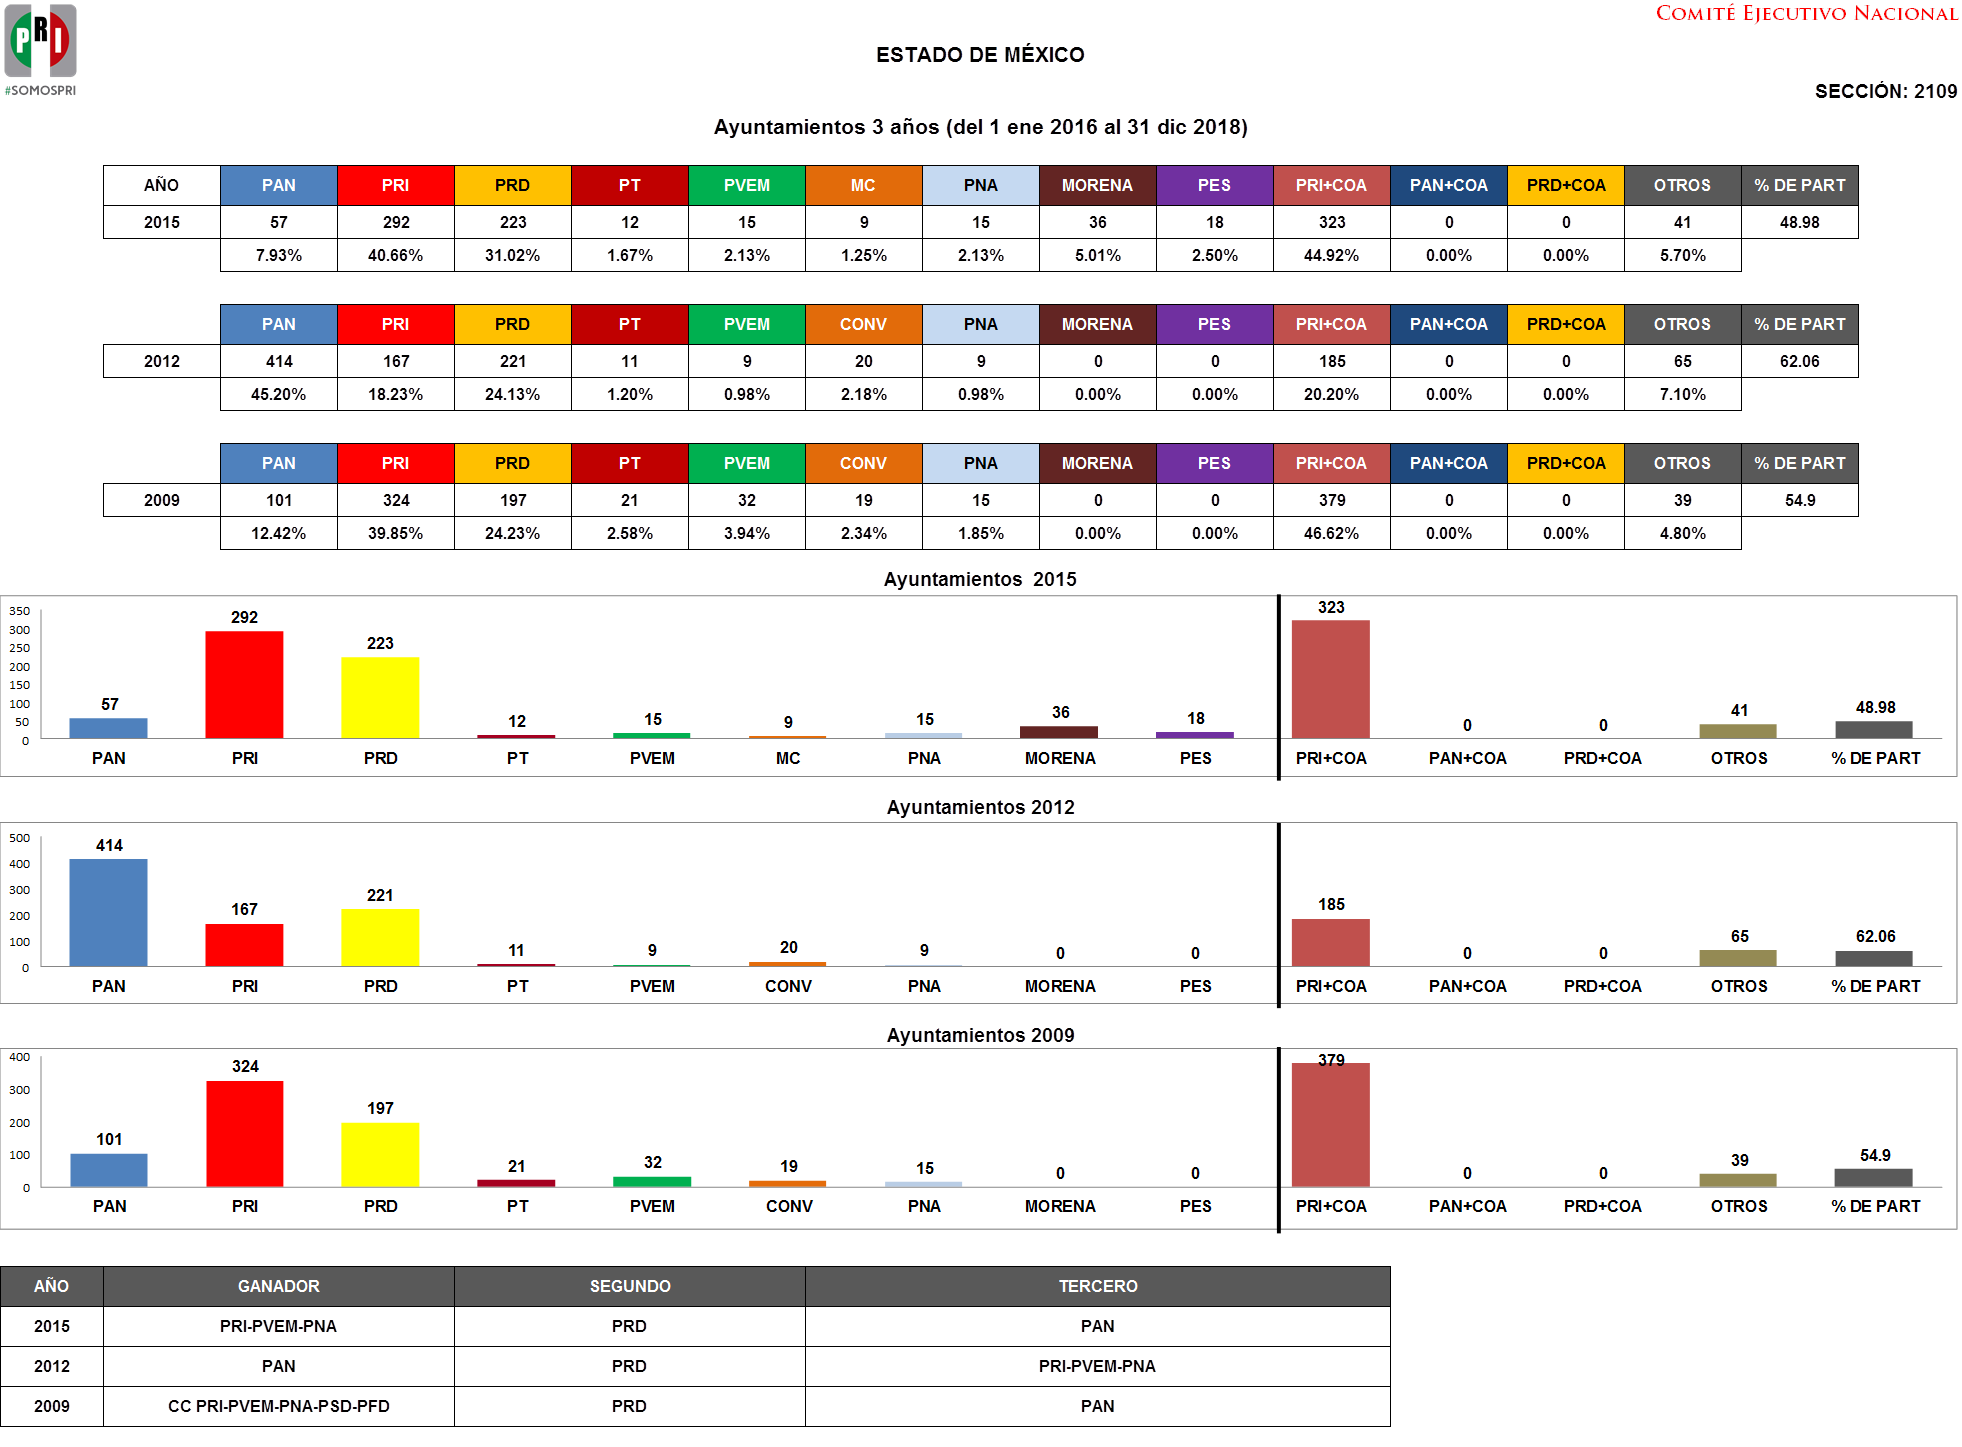 PRI
#SOMOSPRI
COMITÉ EJECUTIVO NACIONAL
ESTADO DE MÉXICO
SECCIÓN: 2109
Ayuntamientos 3 años (del 1 ene 2016 al 31 dic 2018)
AÑO PAN PRI PRD PT PVEM MC PNA MORENA PES PRI+COA PAN+COA PRD+COA OTROS % DE PART
2015 57 292 223 12 15 9 15 36 18 323 0 0 41 48.98
7.93% 40.66% 31.02% 1.67% 2.13% 1.25% 2.13% 5.01% 2.50% 44.92% 0.00% 0.00% 5.70%
PAN PRI PRD PT PVEM CONV PNA MORENA PES PRI+COA PAN+COA PRD+COA OTROS % DE PART
2012 414 167 221 11 9 20 9 0 0 185 0 0 65 62.06
45.20% 18.23% 24.13% 1.20% 0.98% 2.18% 0.98% 0.00% 0.00% 20.20% 0.00% 0.00% 7.10%
PAN PRI PRD PT PVEM CONV PNA MORENA PES PRI+COA PAN+COA PRD+COA OTROS % DE PART
2009 101 324 197 21 32 19 15 0 0 379 0 0 39 54.9
12.42% 39.85% 24.23% 2.58% 3.94% 2.34% 1.85% 0.00% 0.00% 46.62% 0.00% 0.00% 4.80%
Ayuntamientos 2015
350
300
250
200
150
100
50
0
57 292 223 12 15 9 15 36 18 323 0 0 41 48.98
PAN PRI PRD PT PVEM MC PNA MORENA PES PRI+COA PAN+COA PRD+COA OTROS % DE PART
Ayuntamientos 2012
500
400
300
200
100
0
414 167 221 11 9 20 9 0 0 185 0 0 65 62.06
PAN PRI PRD PT PVEM CONV PNA MORENA PES PRI+COA PAN+COA PRD+COA OTROS % DE PART
Ayuntamientos 2009
400
300
200
100
0
101 324 197 21 32 19 15 0 0 379 0 0 39 54.9
PAN PRI PRD PT PVEM CONV PNA MORENA PES PRI+COA PAN+COA PRD+COA OTROS % DE PART
AÑO GANADOR SEGUNDO TERCERO
2015 PRI-PVEM-PNA PRD PAN
2012 PAN PRD PRI-PVEM-PNA
2009 CC PRI-PVEM-PNA-PSD-PFD PRD PAN